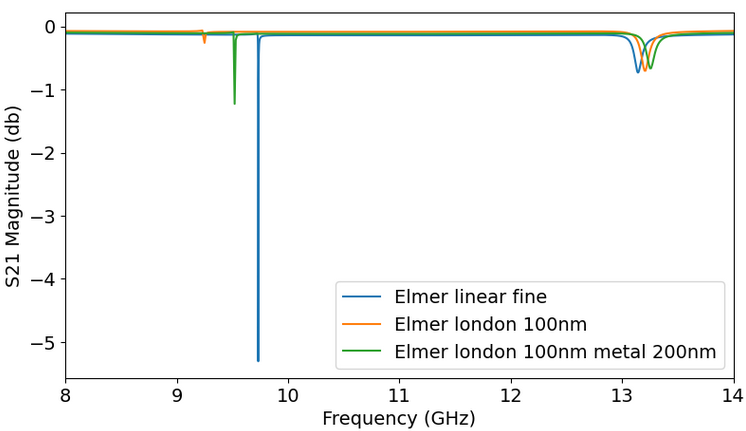 0
−1
−2
−3
−4
−5
S21 Magnitude (db)
Elmer linear fine
Elmer london 100nm
Elmer london 100nm metal 200nm
8 9 10 11 12 13 14
Frequency (GHz)